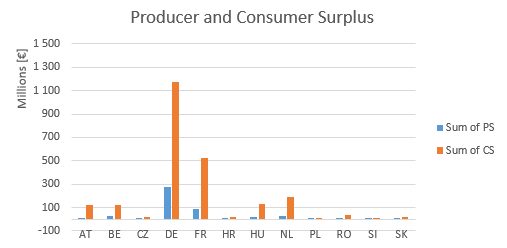 Producer and Consumer Surplus
Millions [€]
1 500
1 300
1 100
900
700
500
300
100
-100
AT BE CZ DE FR HR HU NL PL RO SI SK
Sum of PS
Sum of CS